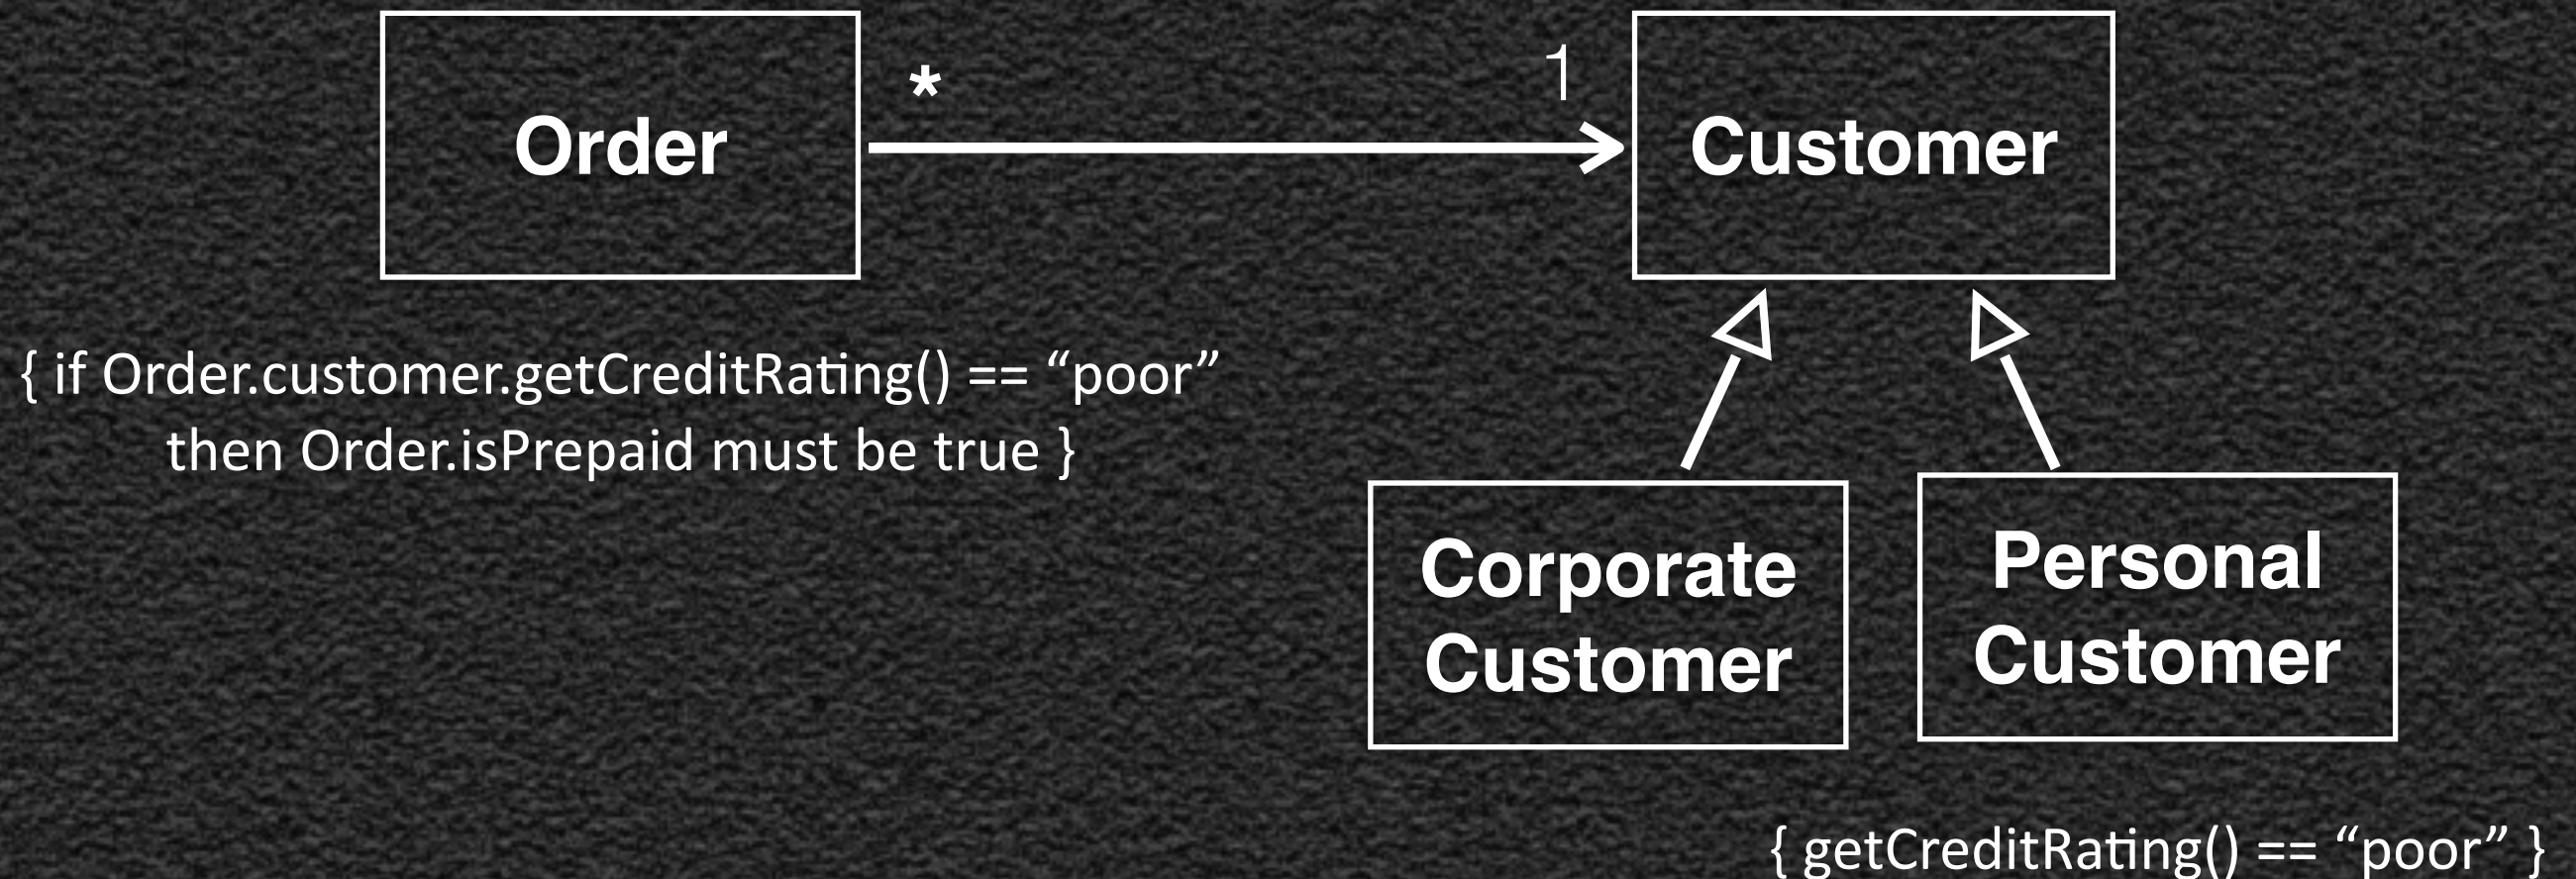 Order
*
1
Customer
{ if Order.customer.getCreditRating() == “poor”
then Order.isPrepaid must be true }
Corporate
Customer
Personal
Customer
{ getCreditRating() == “poor” }